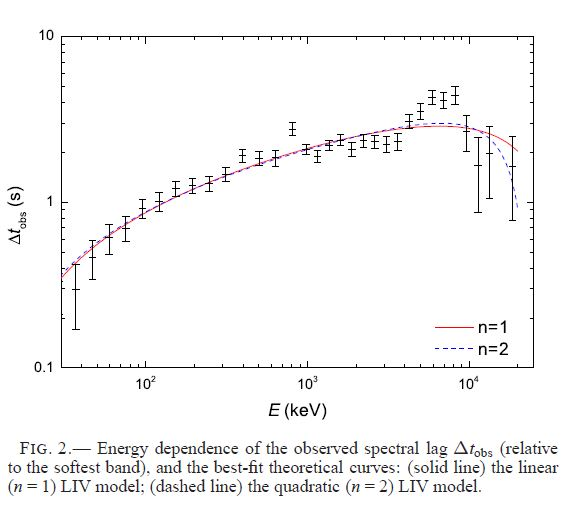 10
1
0.1
Δt_obs (s)
10²
10³
10⁴
E (keV)
n=1
n=2
FIG. 2.— Energy dependence of the observed spectral lag Δt_obs (relative
to the softest band), and the best-fit theoretical curves: (solid line) the linear
(n = 1) LIV model; (dashed line) the quadratic (n = 2) LIV model.